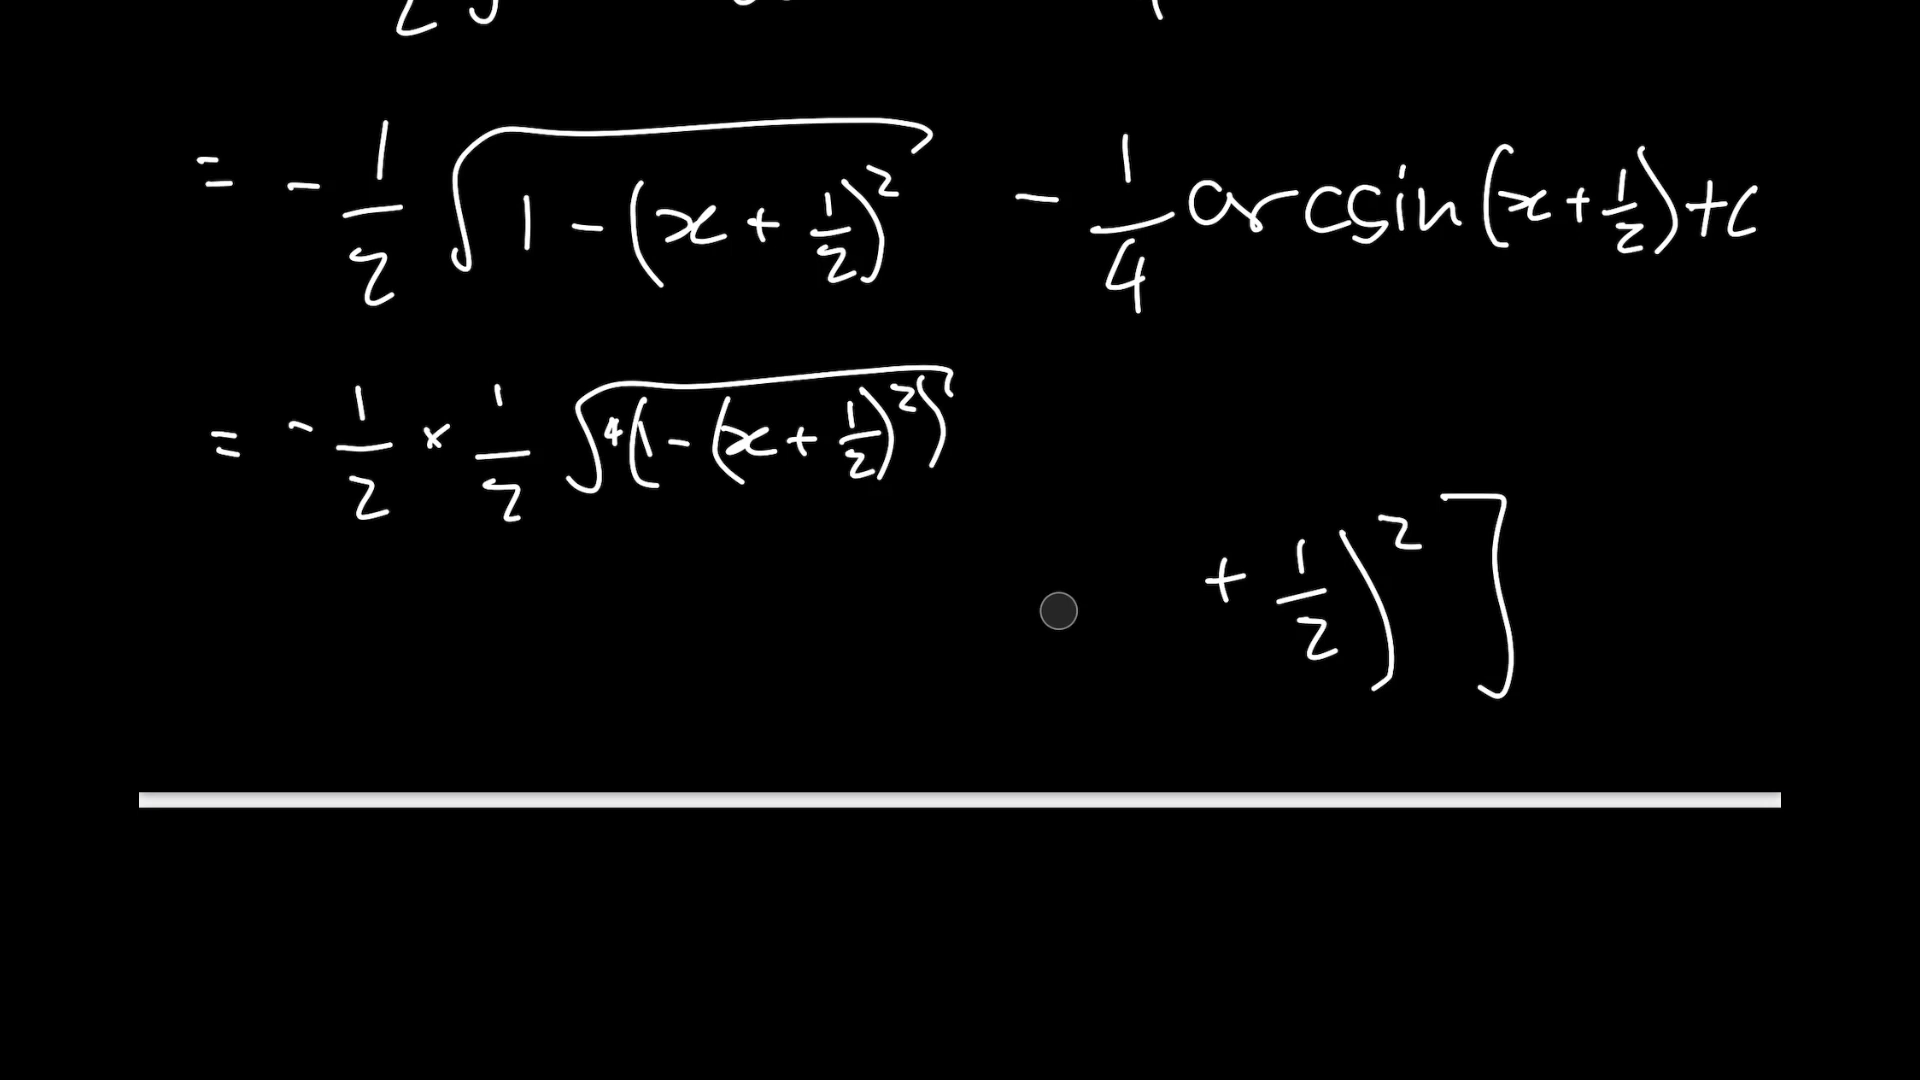 = - 1/2 √(1 - (x + 1/2)²) - 1/4 arcsin(x + 1/2) + c
= - 1/2 × 1/2 √(4(1 - (x + 1/2)²))
+ 1/2)² ]